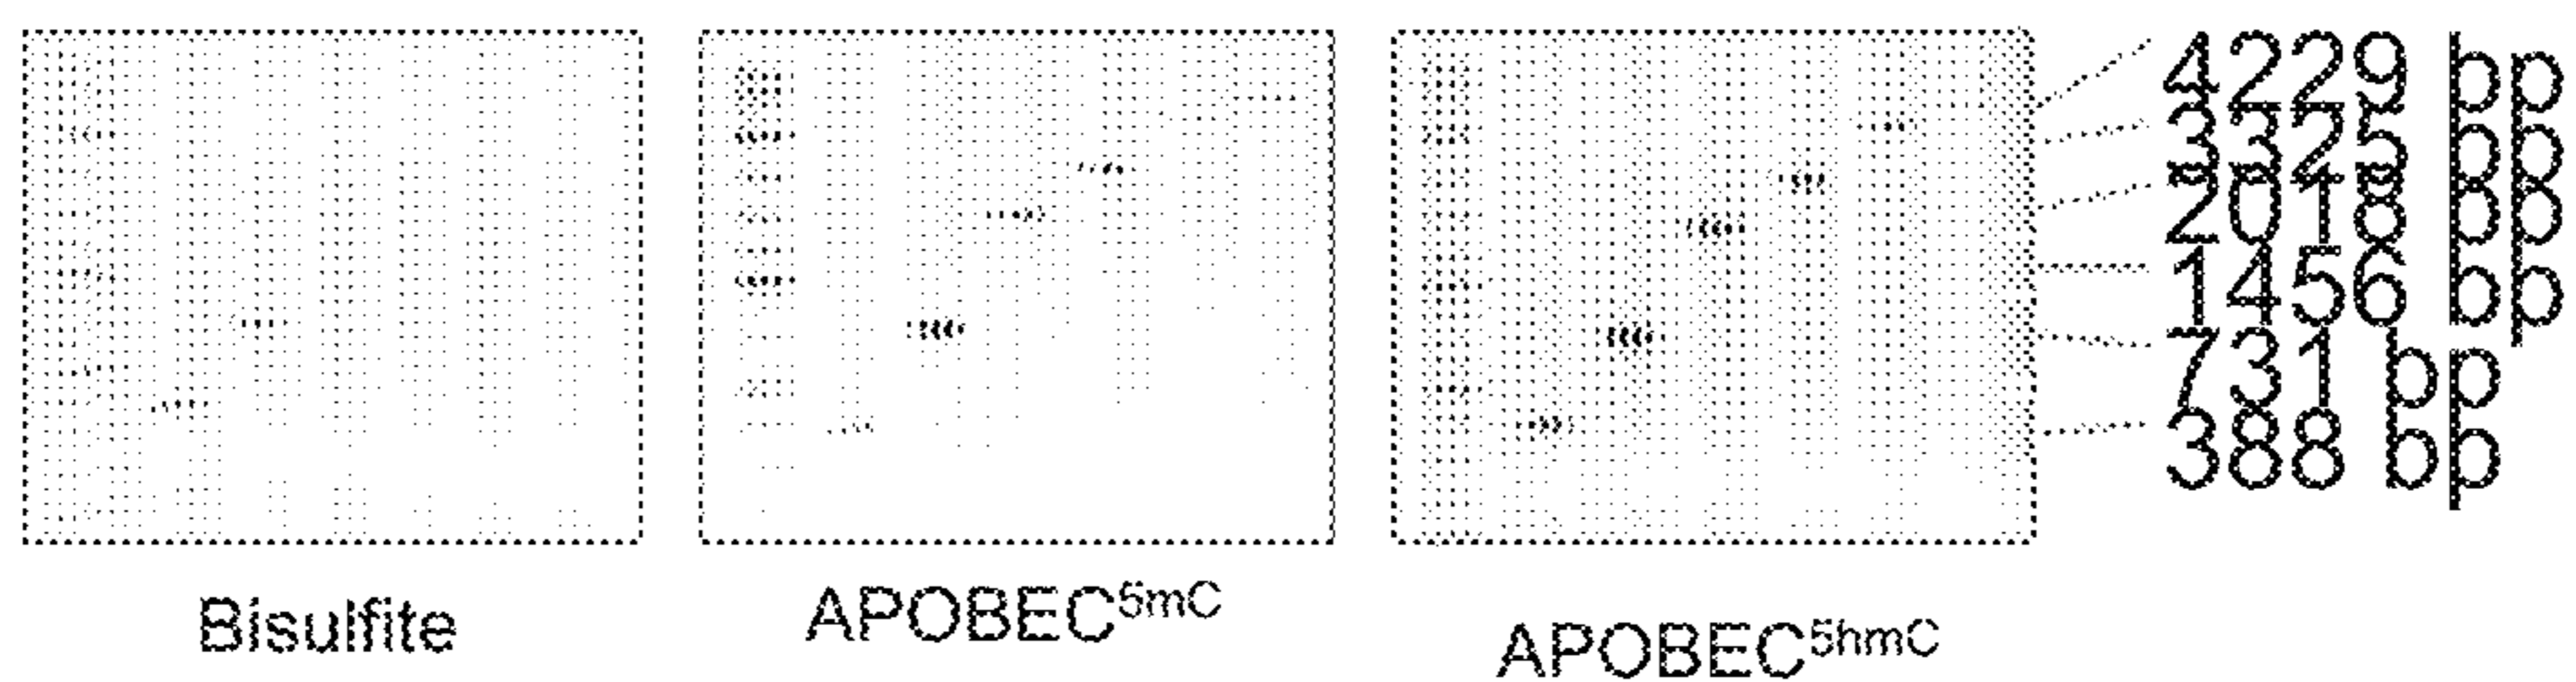 4229 bp
3325 bp
2018 bp
1456 bp
731 bp
388 bp
Bisulfite
APOBEC5mC
APOBEC5hmC